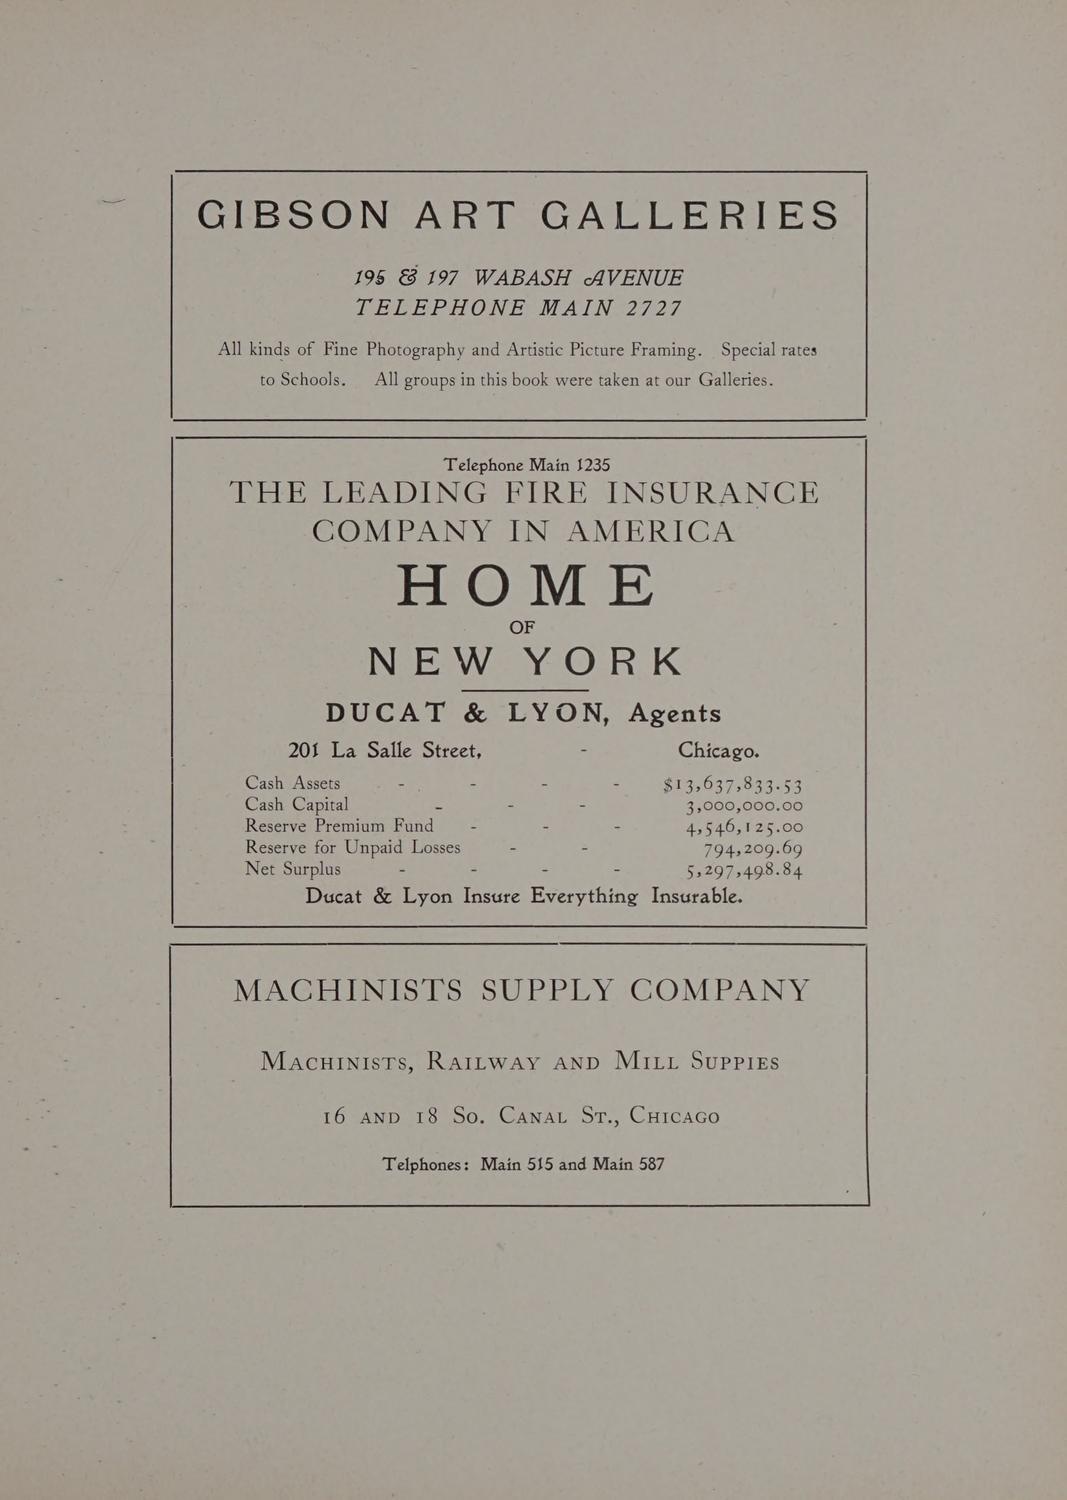 GIBSON ART GALLERIES
195 & 197 WABASH AVENUE
TELEPHONE MAIN 2727
All kinds of Fine Photography and Artistic Picture Framing. Special rates
to Schools. All groups in this book were taken at our Galleries.
Telephone Main 1235
THE LEADING FIRE INSURANCE
COMPANY IN AMERICA
HOME
OF
NEW YORK
DUCAT & LYON, Agents
201 La Salle Street, - Chicago.
Cash Assets - - - - $13,637,833.53
Cash Capital - - - 3,000,000.00
Reserve Premium Fund - - - 4,546,125.00
Reserve for Unpaid Losses - - 794,209.69
Net Surplus - - - - 5,297,498.84
Ducat & Lyon Insure Everything Insurable.
MACHINISTS SUPPLY COMPANY
MACHINISTS, RAILWAY AND MILL SUPPIES
16 AND 18 SO. CANAL ST., CHICAGO
Telphones: Main 515 and Main 587